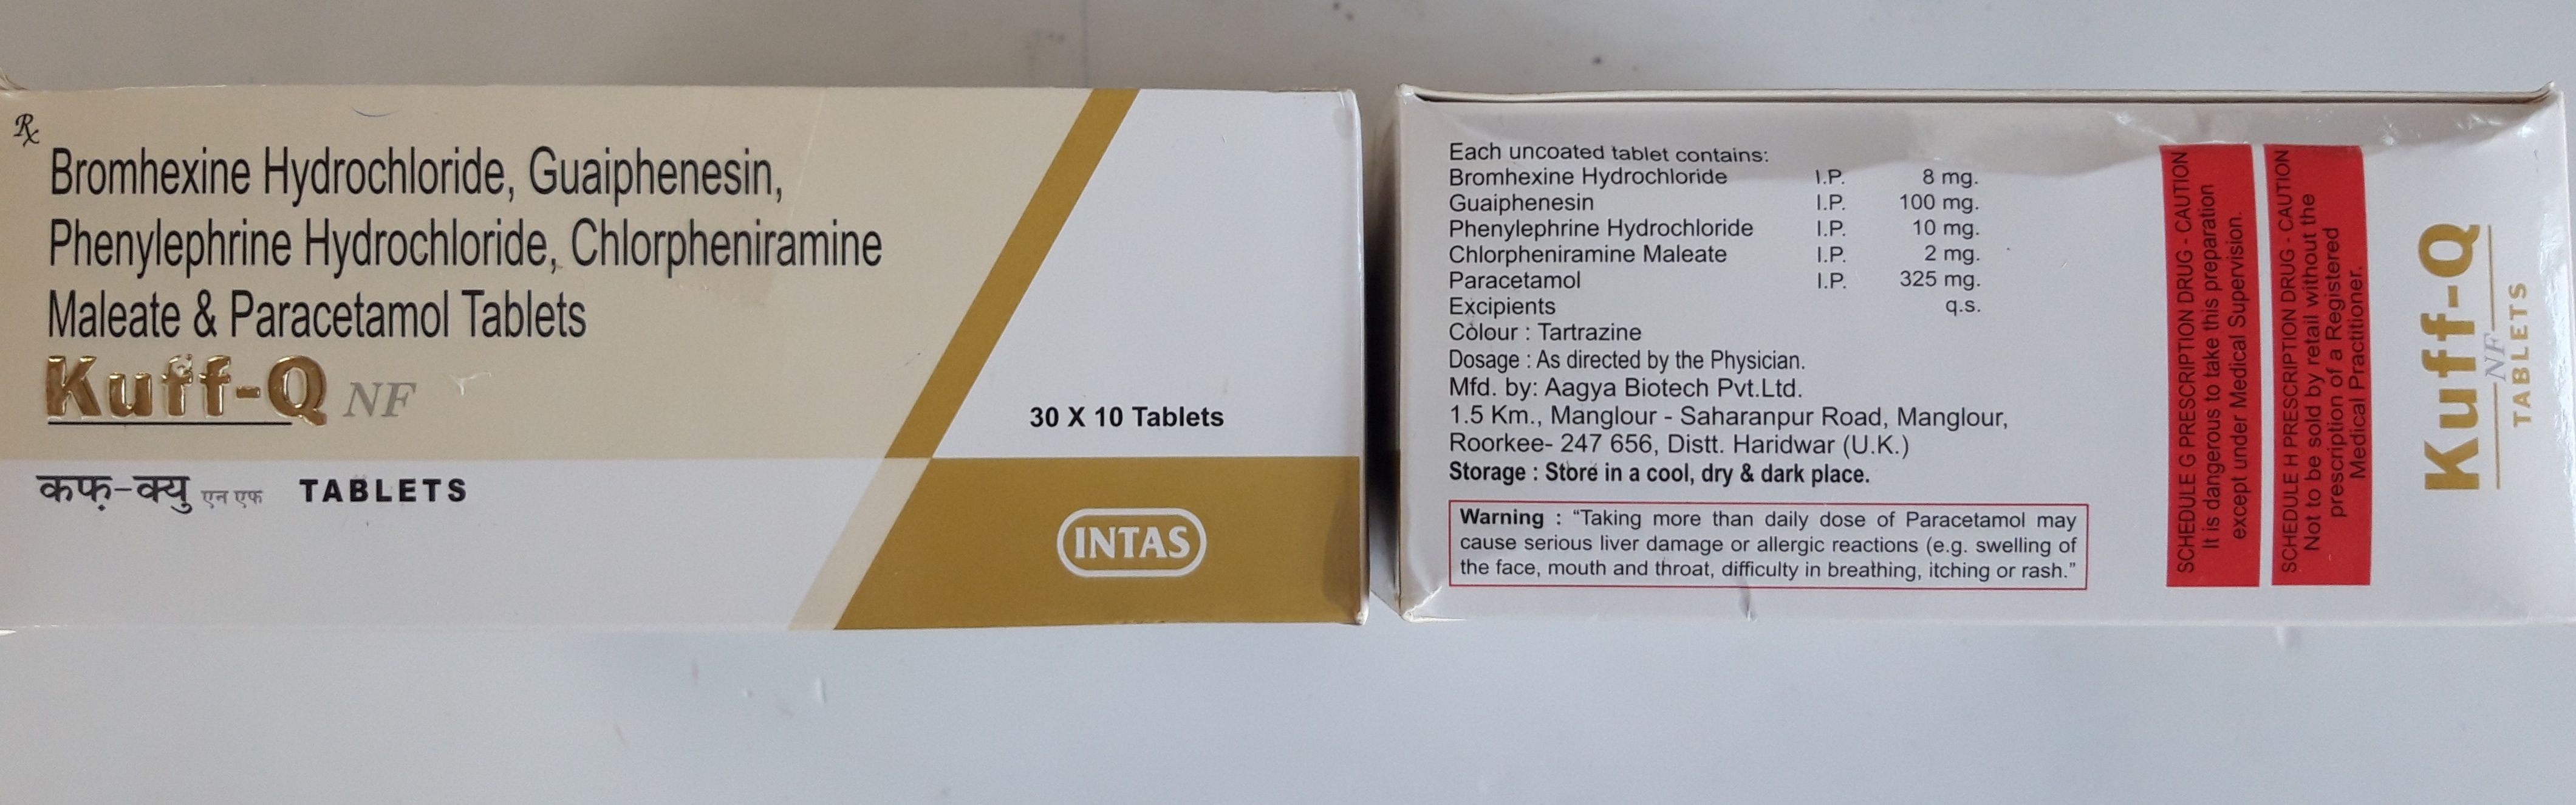 Rx
Bromhexine Hydrochloride, Guaiphenesin,
Phenylephrine Hydrochloride, Chlorpheniramine
Maleate & Paracetamol Tablets
Kuff-Q NF
कफ़-क्यु एन एफ TABLETS
30 X 10 Tablets
INTAS
Each uncoated tablet contains:
Bromhexine Hydrochloride I.P. 8 mg.
Guaiphenesin I.P. 100 mg.
Phenylephrine Hydrochloride I.P. 10 mg.
Chlorpheniramine Maleate I.P. 2 mg.
Paracetamol I.P. 325 mg.
Excipients q.s.
Colour : Tartrazine
Dosage : As directed by the Physician.
Mfd. by: Aagya Biotech Pvt.Ltd.
1.5 Km., Manglour - Saharanpur Road, Manglour,
Roorkee- 247 656, Distt. Haridwar (U.K.)
Storage : Store in a cool, dry & dark place.
Warning : “Taking more than daily dose of Paracetamol may
cause serious liver damage or allergic reactions (e.g. swelling of
the face, mouth and throat, difficulty in breathing, itching or rash.”
SCHEDULE G PRESCRIPTION DRUG - CAUTION
It is dangerous to take this preparation
except under Medical Supervision.
SCHEDULE H PRESCRIPTION DRUG - CAUTION
Not to be sold by retail without the
prescription of a Registered
Medical Practitioner.
Kuff-Q
NF
TABLETS